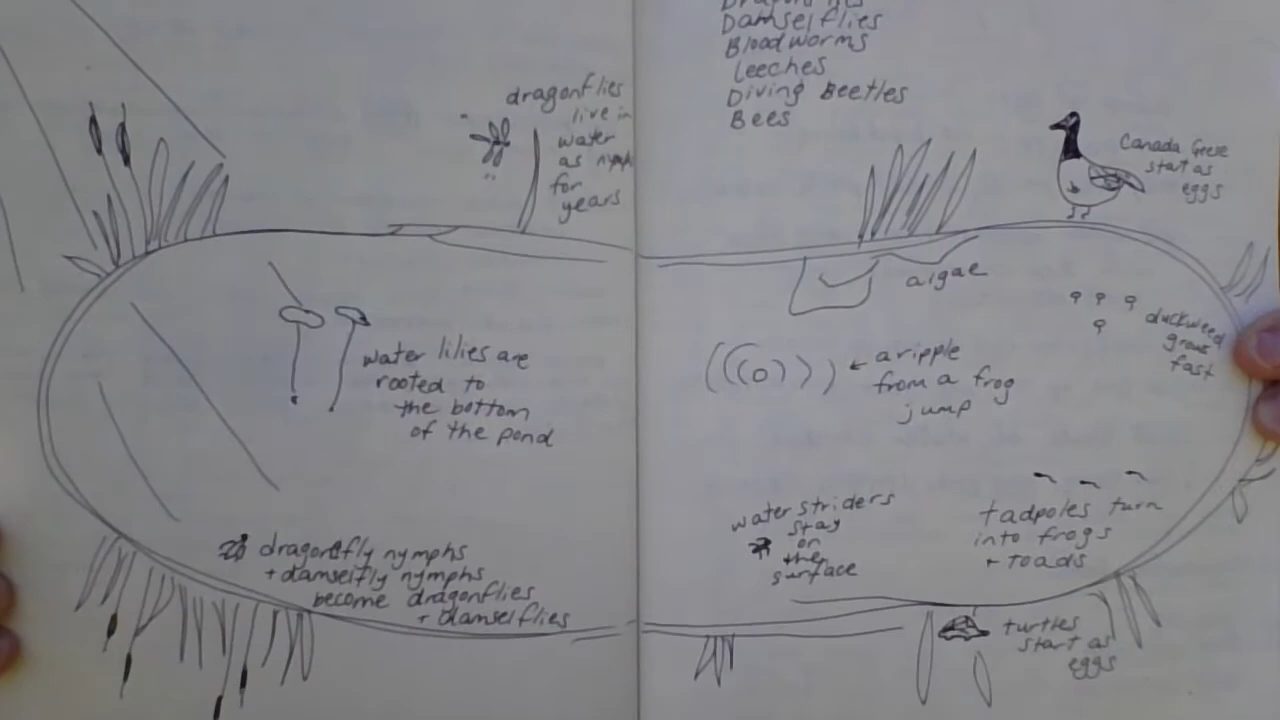 dragonflies
live in
water
as nymphs
for
years
water lilies are
rooted to
the bottom
of the pond
dragonfly nymphs
+ damselfly nymphs
become dragonflies
+ damselflies
Damselflies
Bloodworms
Leeches
Diving Beetles
Bees
Canada Geese
start as
eggs
algae
duckweed
grows
fast
← a ripple
from a frog
jump
water striders
stay
on
the
surface
tadpoles turn
into frogs
+ toads
turtles
start as
eggs